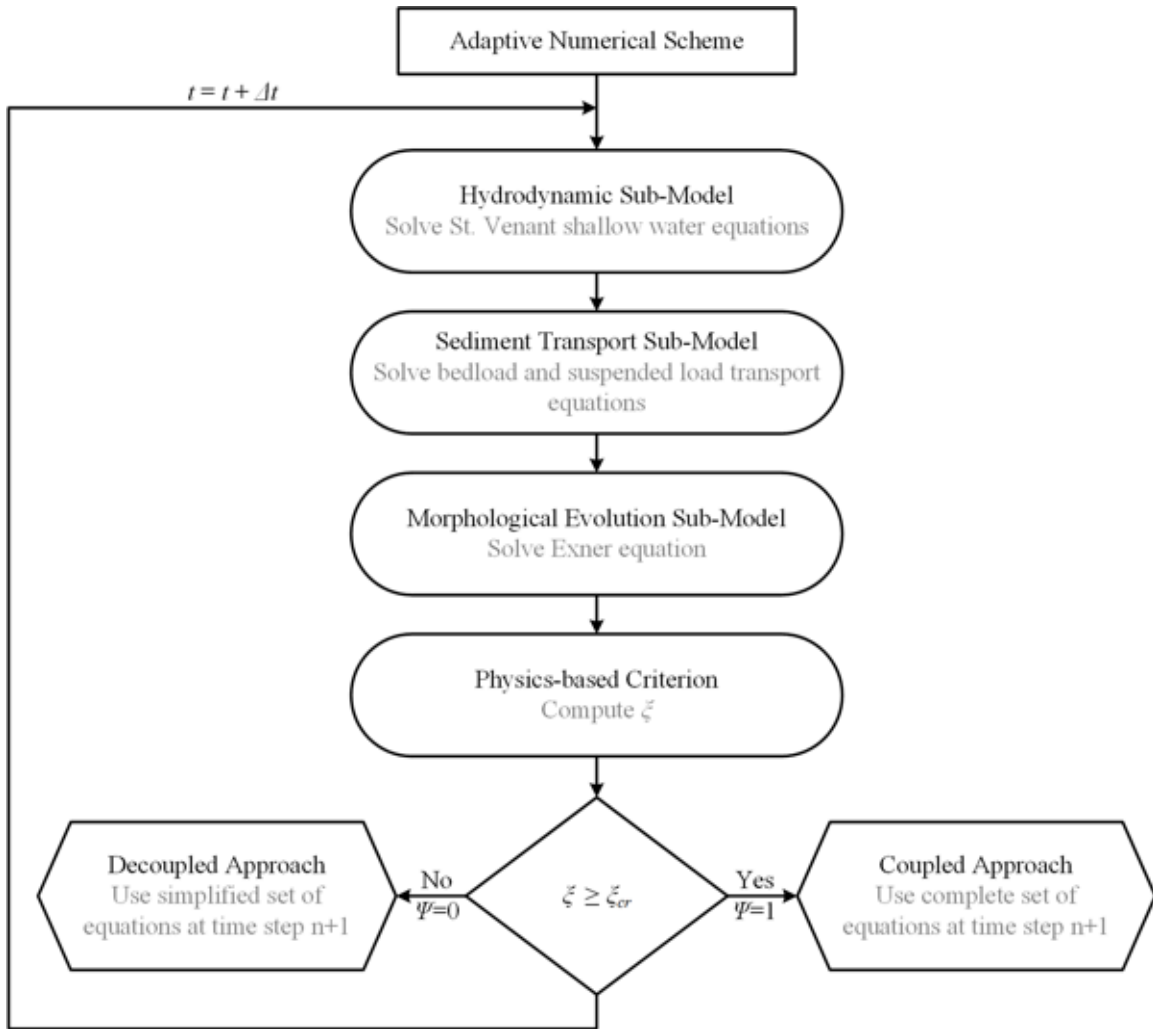 Adaptive Numerical Scheme
t = t + Δt
Hydrodynamic Sub-Model
Solve St. Venant shallow water equations
Sediment Transport Sub-Model
Solve bedload and suspended load transport
equations
Morphological Evolution Sub-Model
Solve Exner equation
Physics-based Criterion
Compute ξ
Decoupled Approach
Use simplified set of
equations at time step n+1
No
Ψ=0
ξ ≥ ξcr
Yes
Ψ=1
Coupled Approach
Use complete set of
equations at time step n+1